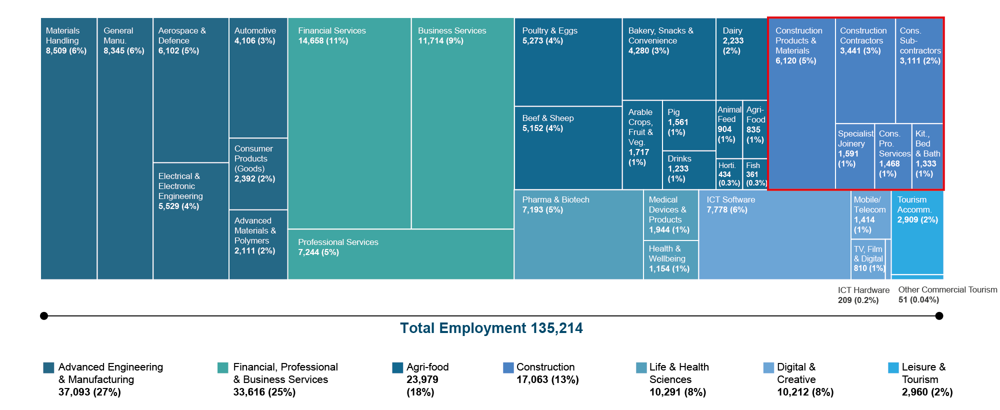 Materials
Handling
8,509 (6%)
General
Manu.
8,345 (6%)
Aerospace &
Defence
6,102 (5%)
Electrical &
Electronic
Engineering
5,529 (4%)
Automotive
4,106 (3%)
Consumer
Products
(Goods)
2,392 (2%)
Advanced
Materials &
Polymers
2,111 (2%)
Financial Services
14,658 (11%)
Business Services
11,714 (9%)
Professional Services
7,244 (5%)
Poultry & Eggs
5,273 (4%)
Beef & Sheep
5,152 (4%)
Bakery, Snacks &
Convenience
4,280 (3%)
Arable
Crops,
Fruit &
Veg.
1,717
(1%)
Pig
1,561
(1%)
Drinks
1,233
(1%)
Dairy
2,233
(2%)
Animal
Feed
904
(1%)
Agri-
Food
835
(1%)
Horti.
434
(0.3%)
Fish
361
(0.3%)
Construction
Products &
Materials
6,120 (5%)
Construction
Contractors
3,441 (3%)
Cons.
Sub-
contractors
3,111 (2%)
Specialist
Joinery
1,591
(1%)
Cons.
Pro.
Services
1,468
(1%)
Kit.,
Bed
& Bath
1,333
(1%)
Pharma & Biotech
7,193 (5%)
Medical
Devices &
Products
1,944 (1%)
Health &
Wellbeing
1,154 (1%)
ICT Software
7,778 (6%)
Mobile/
Telecom
1,414
(1%)
TV, Film
& Digital
810 (1%)
Tourism
Accomm.
2,909 (2%)
ICT Hardware
209 (0.2%)
Other Commercial Tourism
51 (0.04%)
Total Employment 135,214
Advanced Engineering
& Manufacturing
37,093 (27%)
Financial, Professional
& Business Services
33,616 (25%)
Agri-food
23,979
(18%)
Construction
17,063 (13%)
Life & Health
Sciences
10,291 (8%)
Digital &
Creative
10,212 (8%)
Leisure &
Tourism
2,960 (2%)